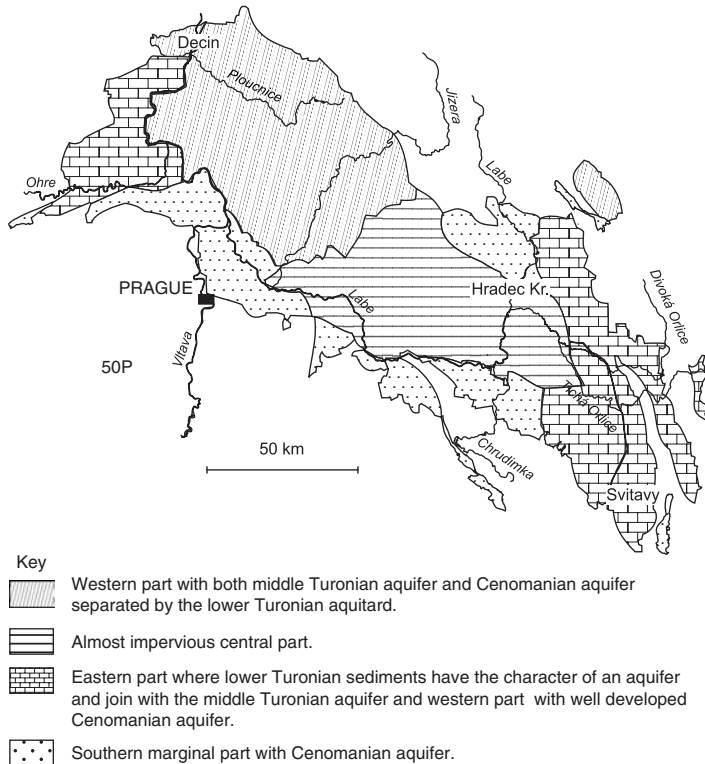 Decin
Ploucnice
Jizera
Labe
Ohre
Divoká Orlice
PRAGUE
Labe
Hradec Kr.
Vltava
50P
Tichá Orlice
50 km
Chrudimka
Svitavy
Key
Western part with both middle Turonian aquifer and Cenomanian aquifer
separated by the lower Turonian aquitard.
Almost impervious central part.
Eastern part where lower Turonian sediments have the character of an aquifer
and join with the middle Turonian aquifer and western part with well developed
Cenomanian aquifer.
Southern marginal part with Cenomanian aquifer.